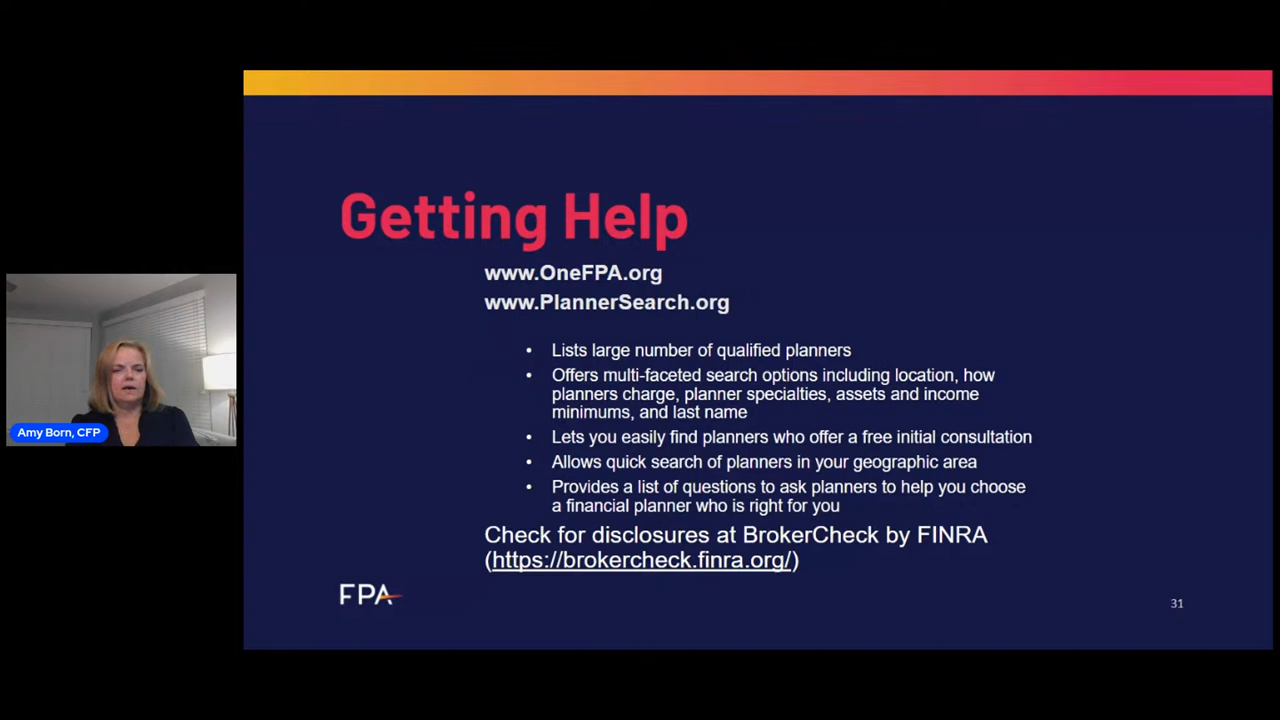 Getting Help
www.OneFPA.org
www.PlannerSearch.org
• Lists large number of qualified planners
• Offers multi-faceted search options including location, how
planners charge, planner specialties, assets and income
minimums, and last name
• Lets you easily find planners who offer a free initial consultation
• Allows quick search of planners in your geographic area
• Provides a list of questions to ask planners to help you choose
a financial planner who is right for you
Check for disclosures at BrokerCheck by FINRA
(https://brokercheck.finra.org/)
Amy Born, CFP
FPA
31